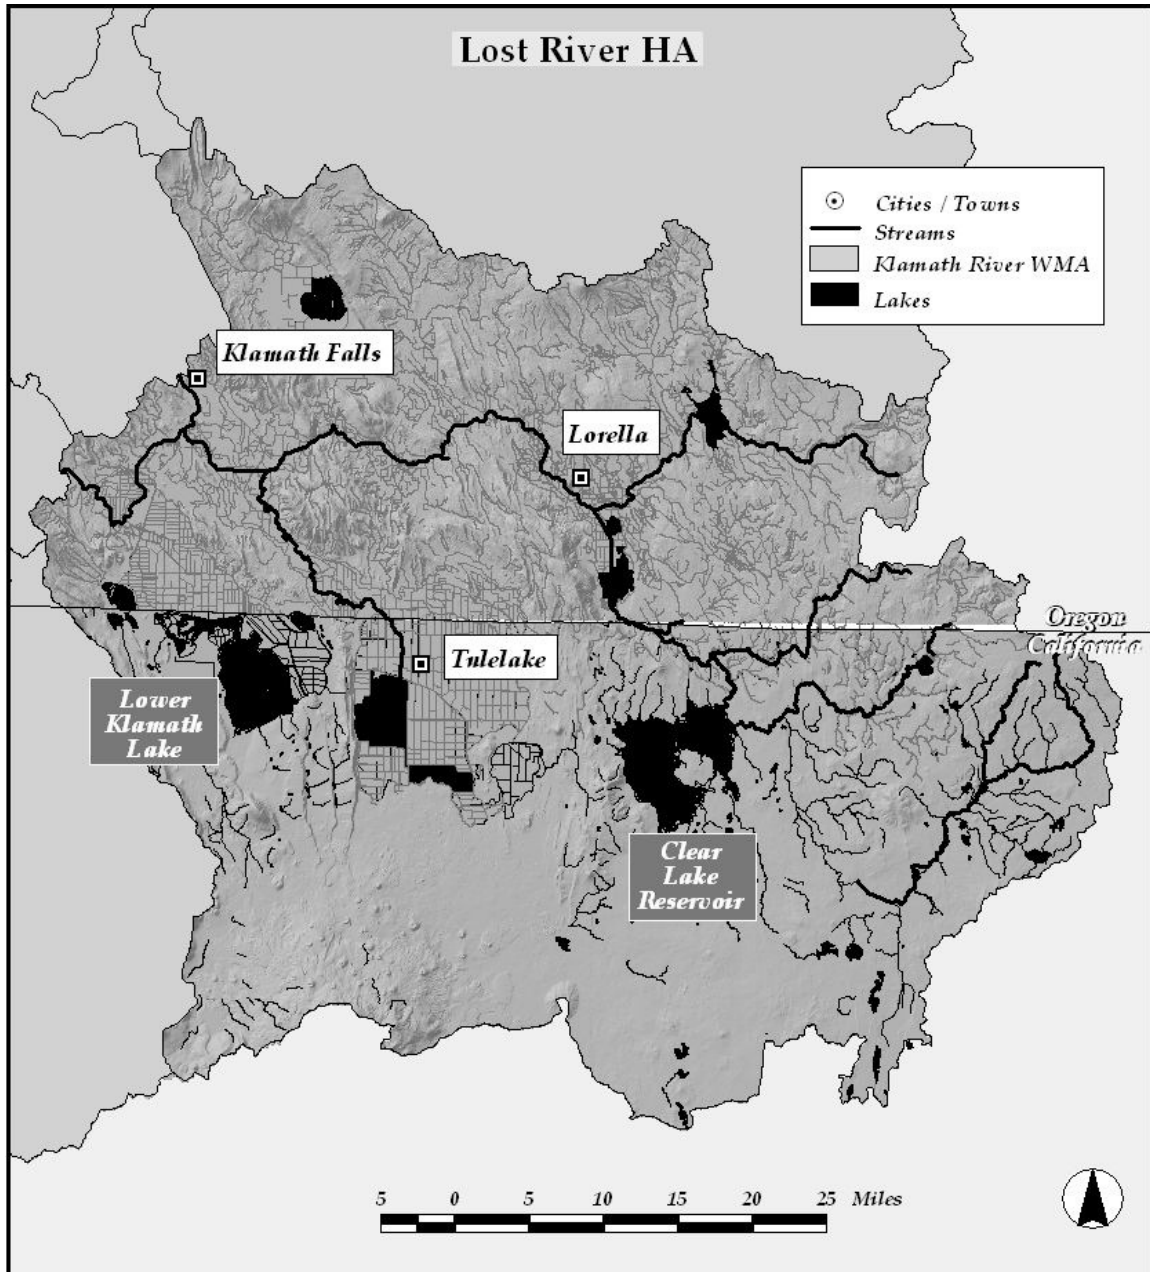 Lost River HA
Cities / Towns
Streams
Klamath River WMA
Lakes
Klamath Falls
Lorella
Oregon
California
Tulelake
Lower
Klamath
Lake
Clear
Lake
Reservoir
5 0 5 10 15 20 25 Miles